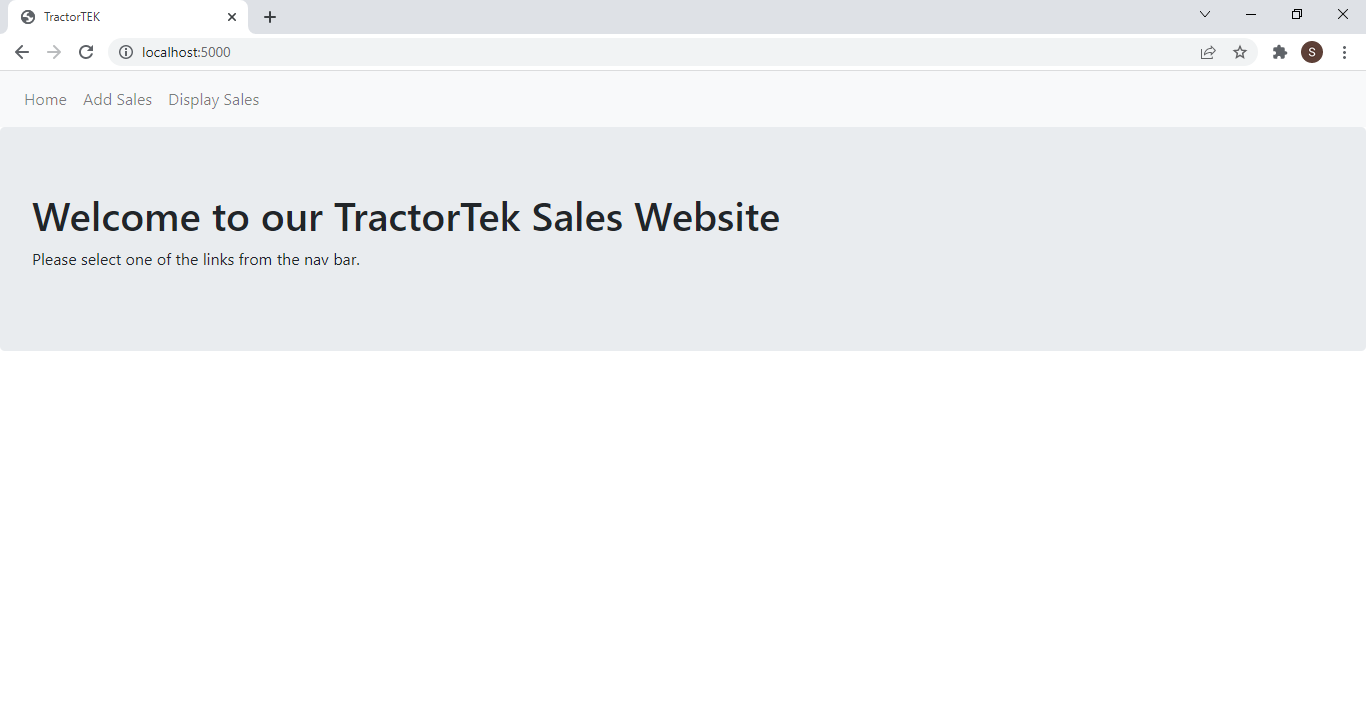 TractorTEK
localhost:5000
S
Home Add Sales Display Sales
Welcome to our TractorTek Sales Website
Please select one of the links from the nav bar.